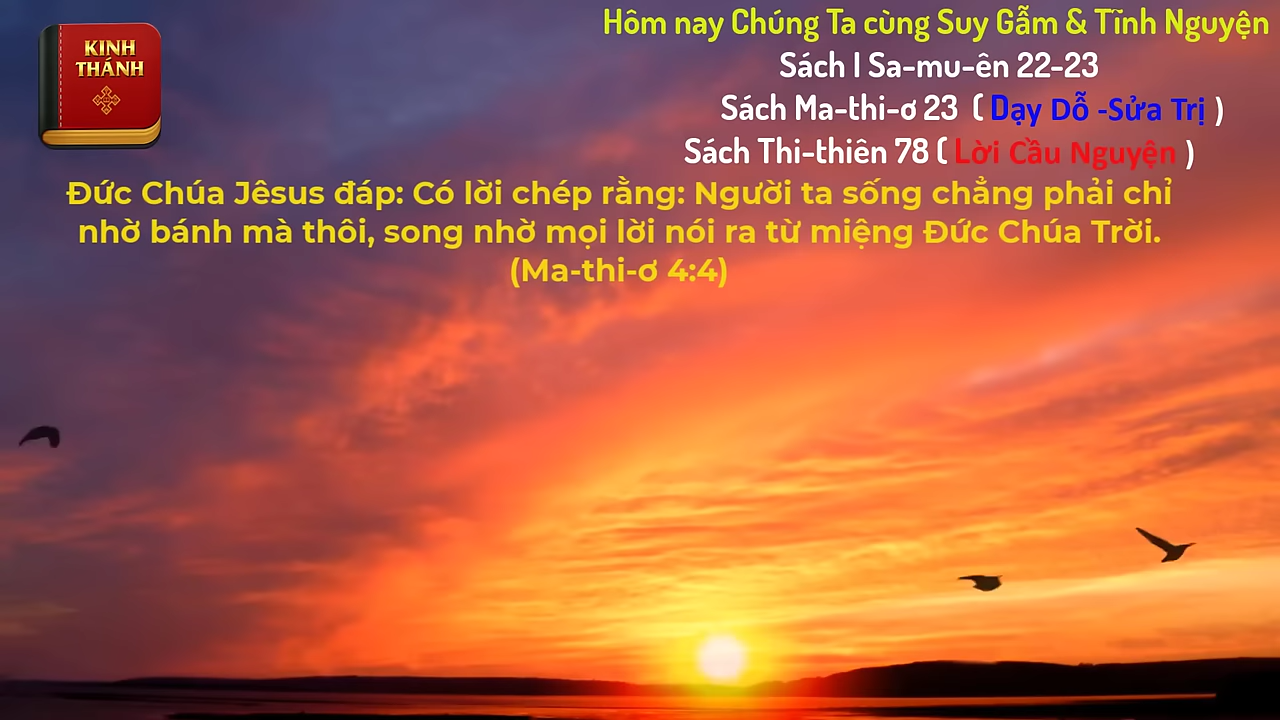 KINH
THÁNH
Hôm nay Chúng Ta cùng Suy Gẫm & Tĩnh Nguyện
Sách I Sa-mu-ên 22-23
Sách Ma-thi-ơ 23 ( Dạy Dỗ -Sửa Trị )
Sách Thi-thiên 78 ( Lời Cầu Nguyện )
Đức Chúa Jêsus đáp: Có lời chép rằng: Người ta sống chẳng phải chỉ
nhờ bánh mà thôi, song nhờ mọi lời nói ra từ miệng Đức Chúa Trời.
(Ma-thi-ơ 4:4)